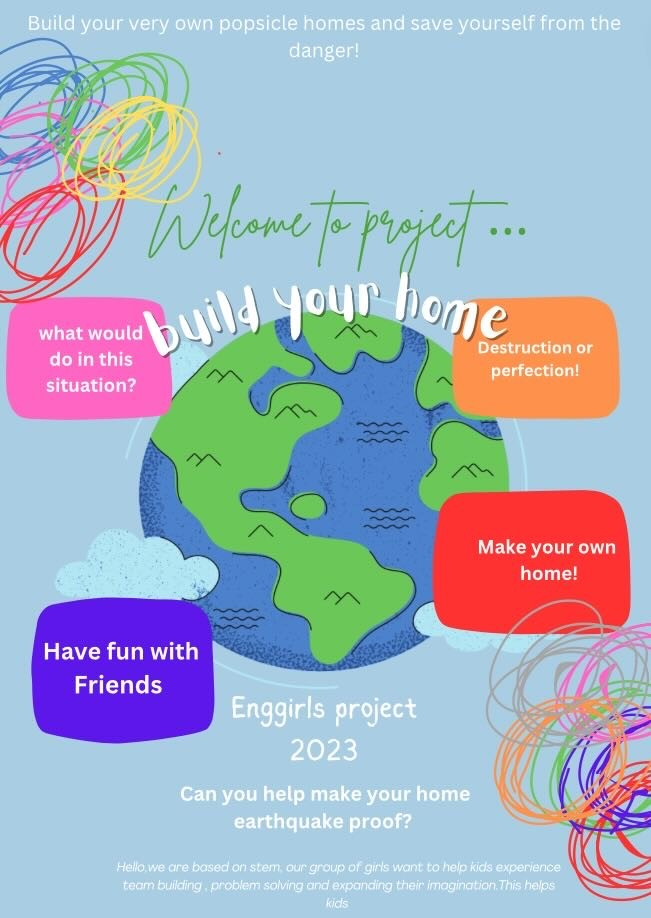 Build your very own popsicle homes and save yourself from the
danger!
Welcome to project ...
build your home
what would
do in this
situation?
Destruction or
perfection!
Make your own
home!
Have fun with
Friends
Enggirls project
2023
Can you help make your home
earthquake proof?
Hello,we are based on stem, our group of girls want to help kids experience
team building , problem solving and expanding their imagination.This helps
kids